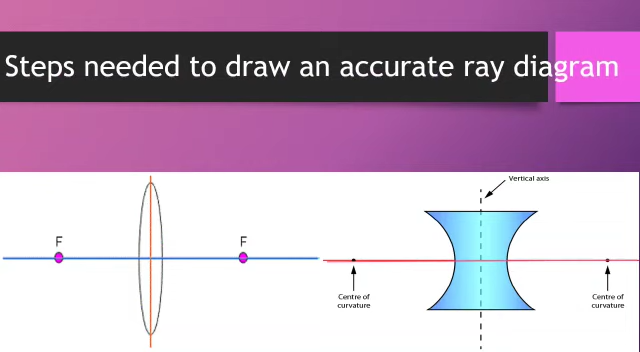 Steps needed to draw an accurate ray diagram
Vertical axis
F
F
Centre of
curvature
Centre of
curvature